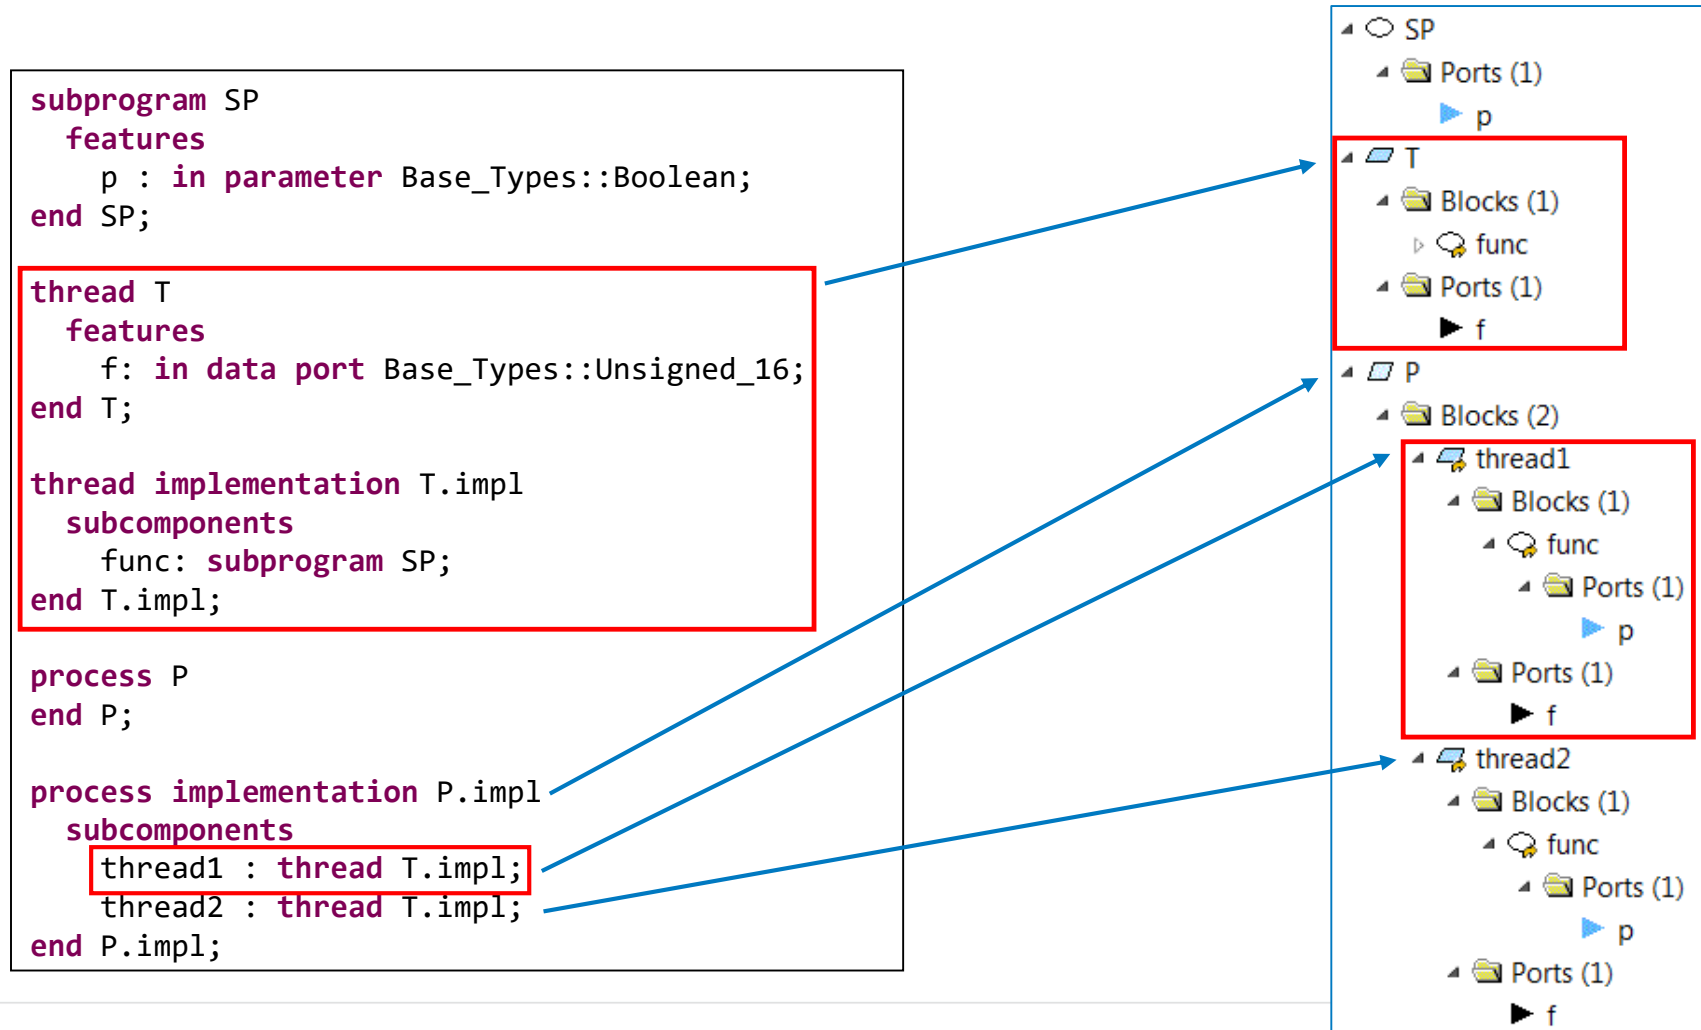 subprogram SP
features
p : in parameter Base_Types::Boolean;
end SP;
thread T
features
f: in data port Base_Types::Unsigned_16;
end T;
thread implementation T.impl
subcomponents
func: subprogram SP;
end T.impl;
process P
end P;
process implementation P.impl
subcomponents
thread1 : thread T.impl;
thread2 : thread T.impl;
end P.impl;
SP
Ports (1)
p
T
Blocks (1)
func
Ports (1)
f
P
Blocks (2)
thread1
Blocks (1)
func
Ports (1)
p
Ports (1)
f
thread2
Blocks (1)
func
Ports (1)
p
Ports (1)
f